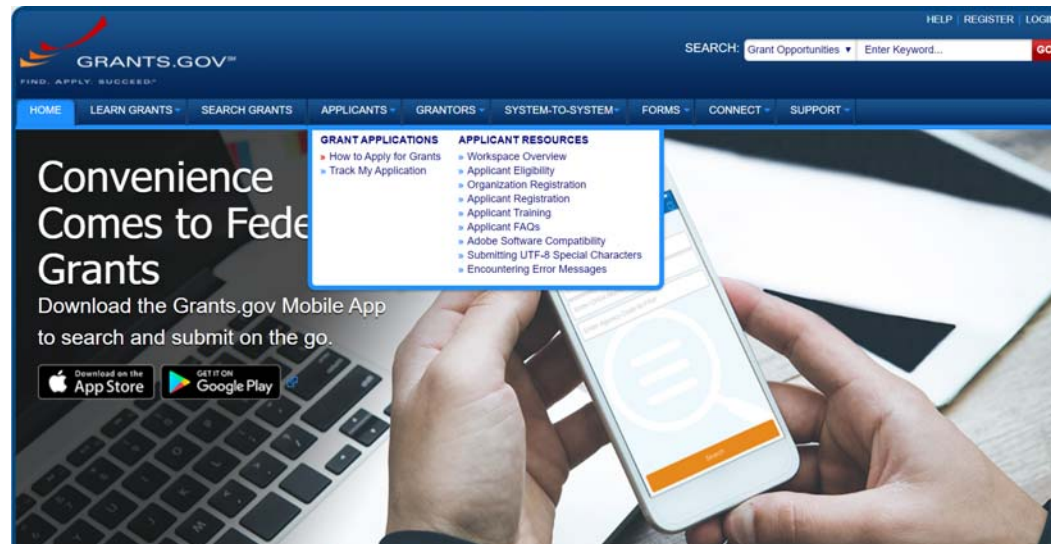 HELP | REGISTER | LOGIN
GRANTS.GOV℠
FIND. APPLY. SUCCEED.℠
SEARCH: Grant Opportunities ▼ Enter Keyword... GO
HOME LEARN GRANTS SEARCH GRANTS APPLICANTS GRANTORS SYSTEM-TO-SYSTEM FORMS CONNECT SUPPORT
GRANT APPLICATIONS
» How to Apply for Grants
» Track My Application
APPLICANT RESOURCES
» Workspace Overview
» Applicant Eligibility
» Organization Registration
» Applicant Registration
» Applicant Training
» Applicant FAQs
» Adobe Software Compatibility
» Submitting UTF-8 Special Characters
» Encountering Error Messages
Convenience
Comes to Fede
Grants
Download the Grants.gov Mobile App
to search and submit on the go.
Download on the
App Store
GET IT ON
Google Play
Search